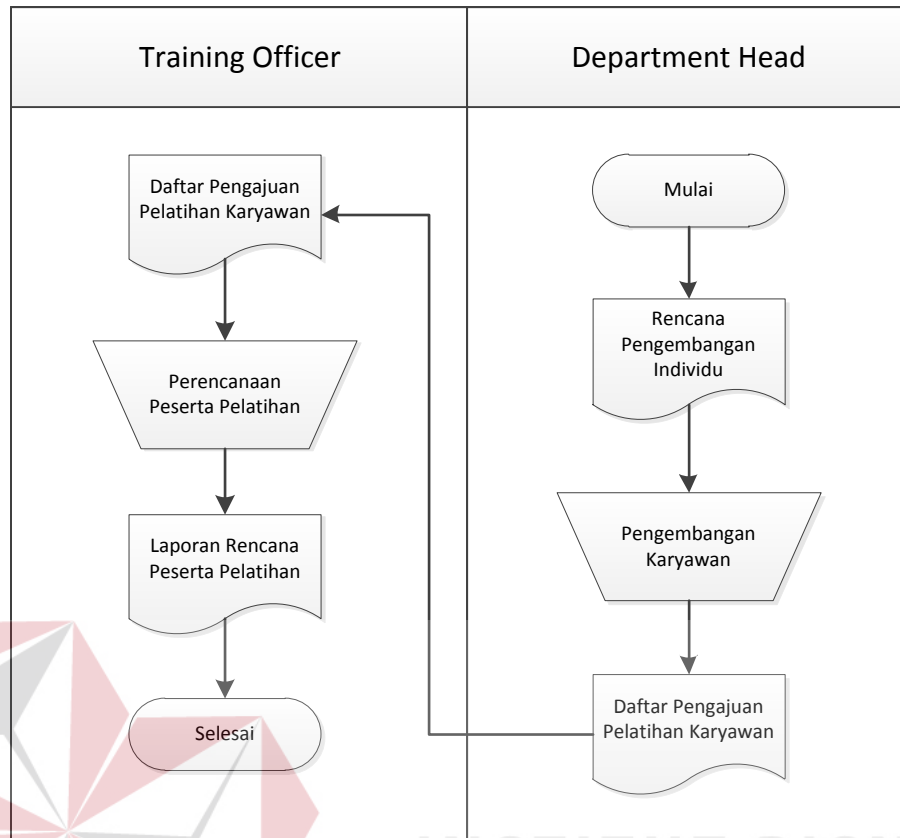 Training Officer
Department Head
Daftar Pengajuan
Pelatihan Karyawan
Perencanaan
Peserta Pelatihan
Laporan Rencana
Peserta Pelatihan
Selesai
Mulai
Rencana
Pengembangan
Individu
Pengembangan
Karyawan
Daftar Pengajuan
Pelatihan Karyawan